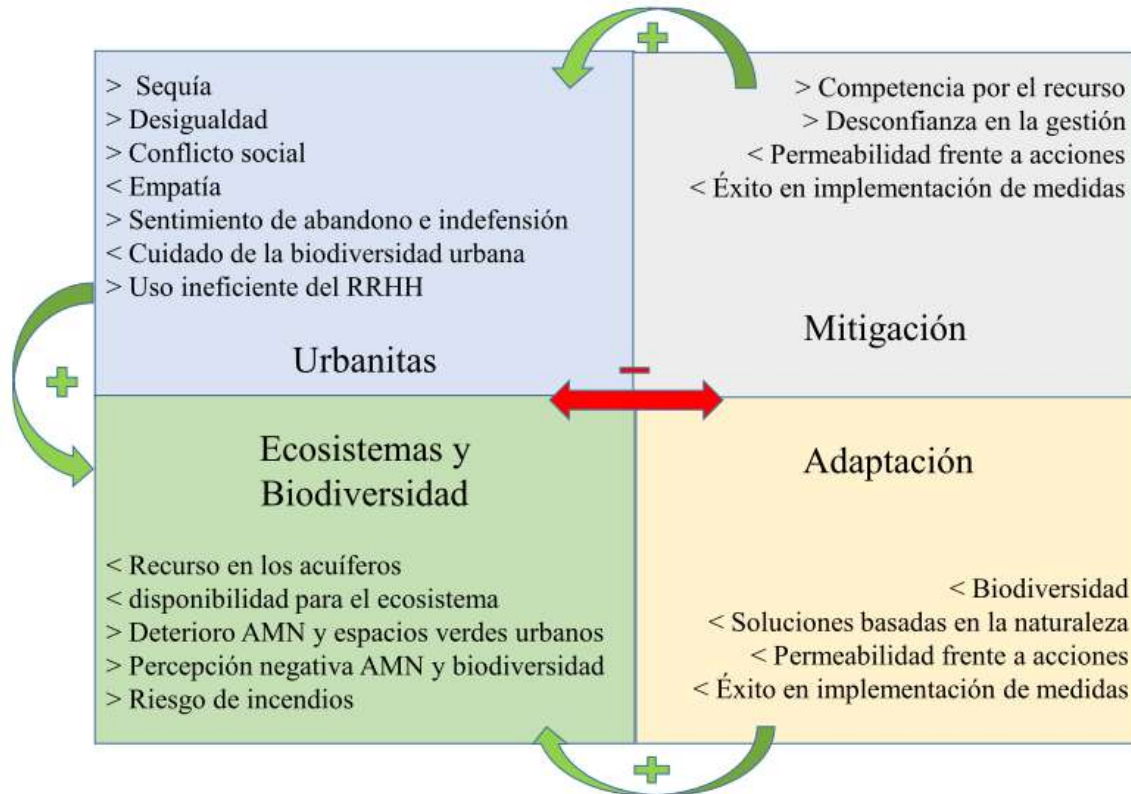 > Sequía
> Desigualdad
> Conflicto social
< Empatía
> Sentimiento de abandono e indefensión
< Cuidado de la biodiversidad urbana
> Uso ineficiente del RRHH
Urbanitas
> Competencia por el recurso
> Desconfianza en la gestión
< Permeabilidad frente a acciones
< Éxito en implementación de medidas
Mitigación
Ecosistemas y
Biodiversidad
< Recurso en los acuíferos
< disponibilidad para el ecosistema
> Deterioro AMN y espacios verdes urbanos
> Percepción negativa AMN y biodiversidad
> Riesgo de incendios
Adaptación
< Biodiversidad
< Soluciones basadas en la naturaleza
< Permeabilidad frente a acciones
< Éxito en implementación de medidas